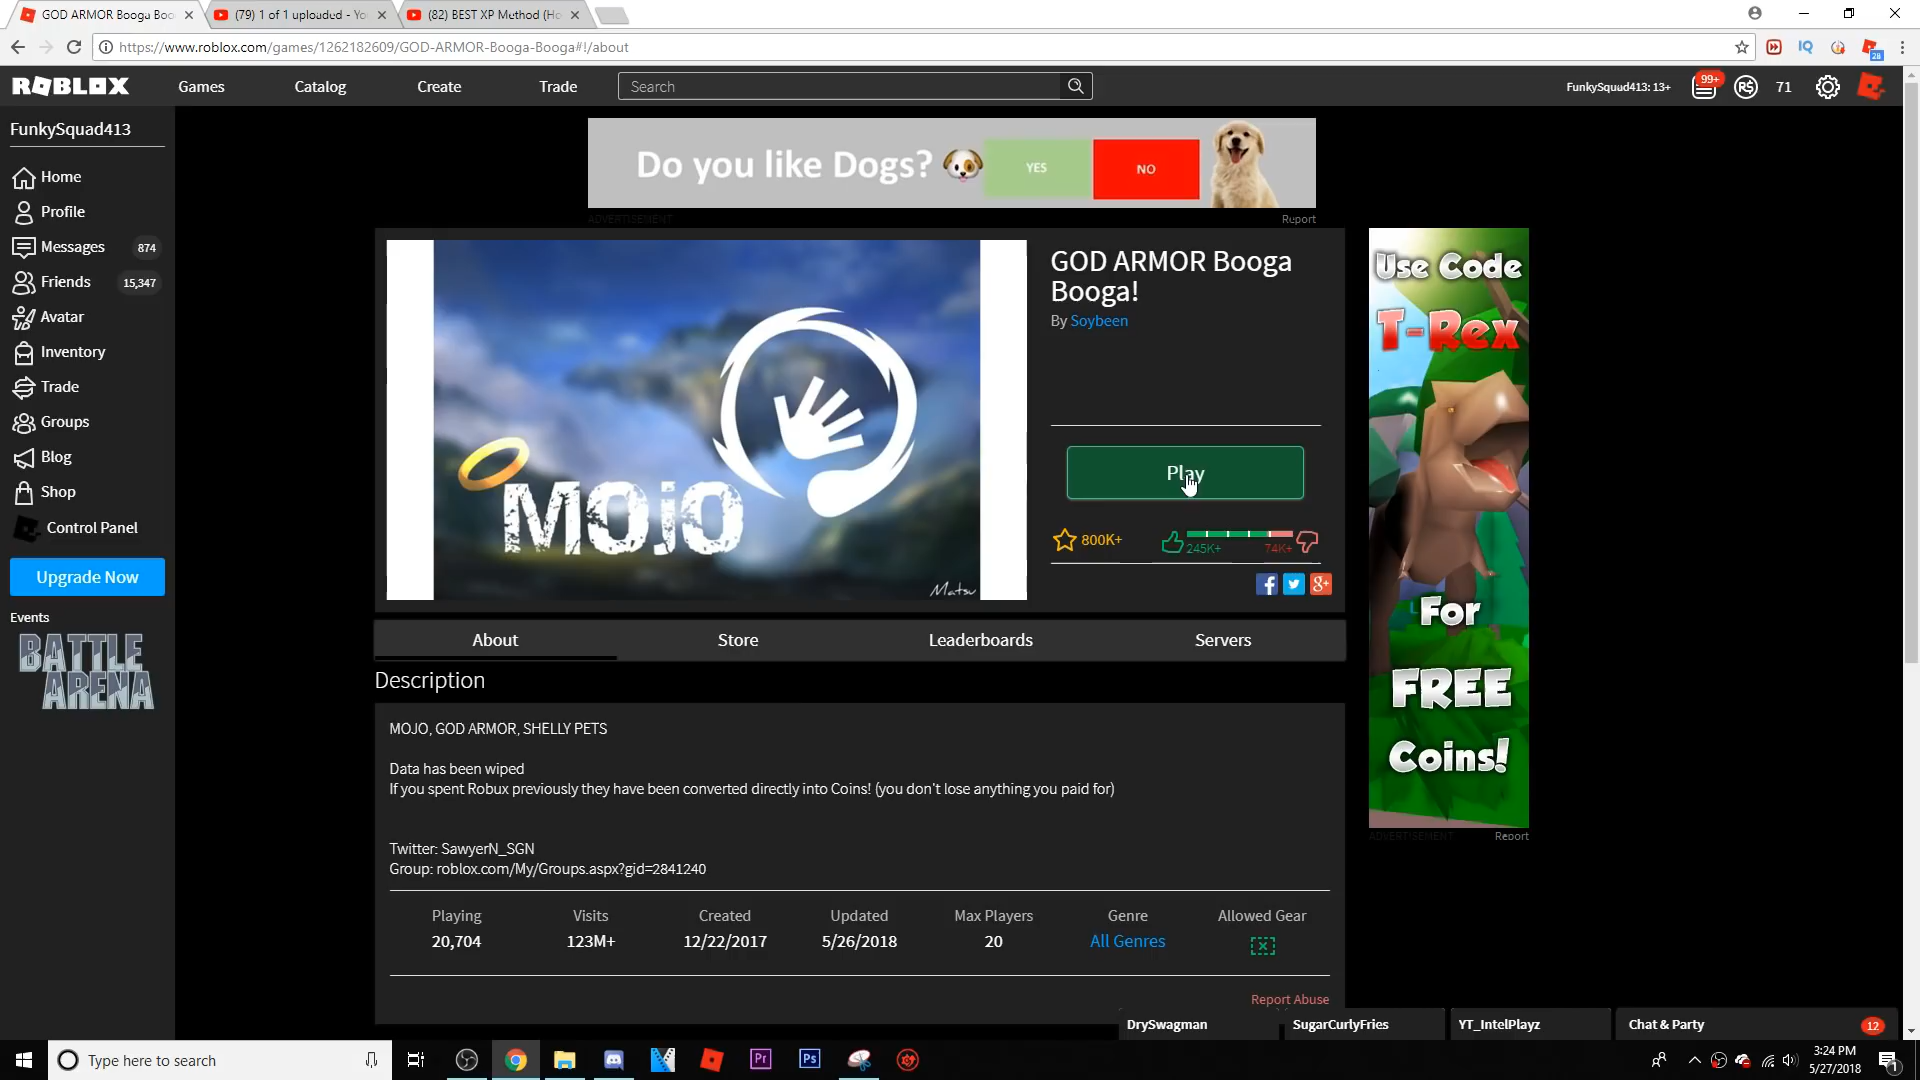 GOD ARMOR Booga Boo
(79) 1 of 1 uploaded - Yo
(82) BEST XP Method (Ho
https://www.roblox.com/games/1262182609/GOD-ARMOR-Booga-Booga#!/about
IQ
28
ROBLOX
Games
Catalog
Create
Trade
Search
FunkySquad413: 13+
99+
R$
71
FunkySquad413
Home
Profile
Messages
874
Friends
15,347
Avatar
Inventory
Trade
Groups
Blog
Shop
Control Panel
Upgrade Now
Events
BATTLE
ARENA
Do you like Dogs?
YES
NO
ADVERTISEMENT
Report
MOJO
Matsu
GOD ARMOR Booga
Booga!
By Soybeen
Play
800K+
245K+
74K+
Use Code
T-Rex
For
FREE
Coins!
ADVERTISEMENT
Report
About
Store
Leaderboards
Servers
Description
MOJO, GOD ARMOR, SHELLY PETS
Data has been wiped
If you spent Robux previously they have been converted directly into Coins! (you don't lose anything you paid for)
Twitter: SawyerN_SGN
Group: roblox.com/My/Groups.aspx?gid=2841240
Playing
Visits
Created
Updated
Max Players
Genre
Allowed Gear
20,704
123M+
12/22/2017
5/26/2018
20
All Genres
Report Abuse
DrySwagman
SugarCurlyFries
YT_IntelPlayz
Chat & Party
12
Type here to search
Pr
Ps
3:24 PM
5/27/2018
1